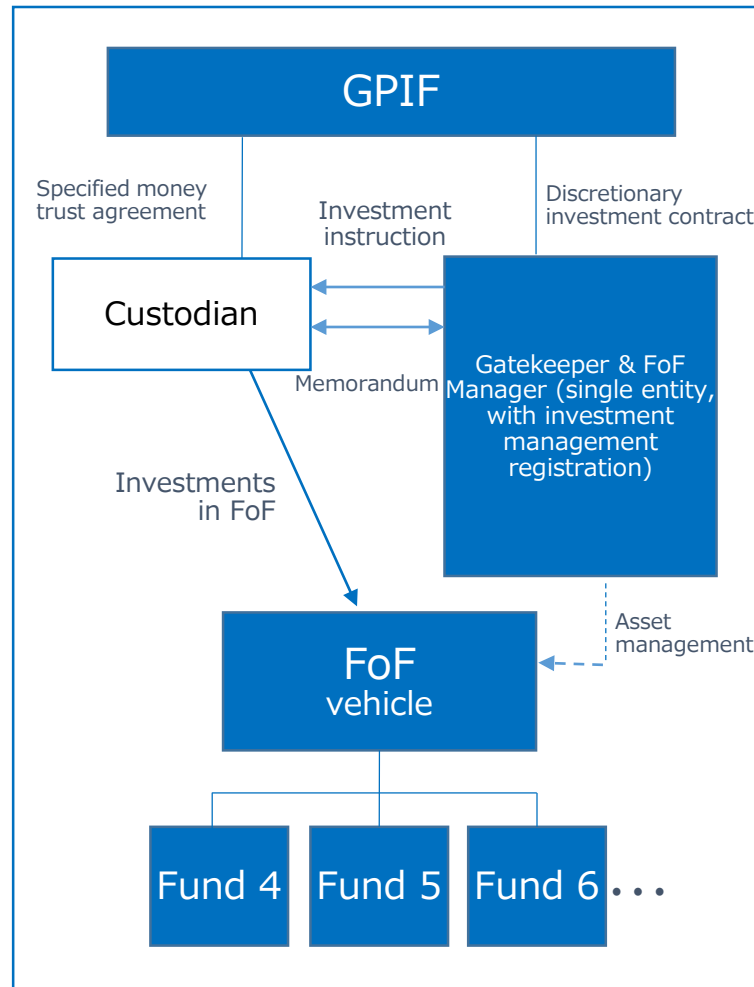 GPIF
Specified money
trust agreement
Investment
instruction
Discretionary
investment contract
Custodian
Memorandum
Gatekeeper & FoF
Manager (single entity,
with investment
management
registration)
Investments
in FoF
Asset
management
FoF
vehicle
Fund 4
Fund 5
Fund 6
...